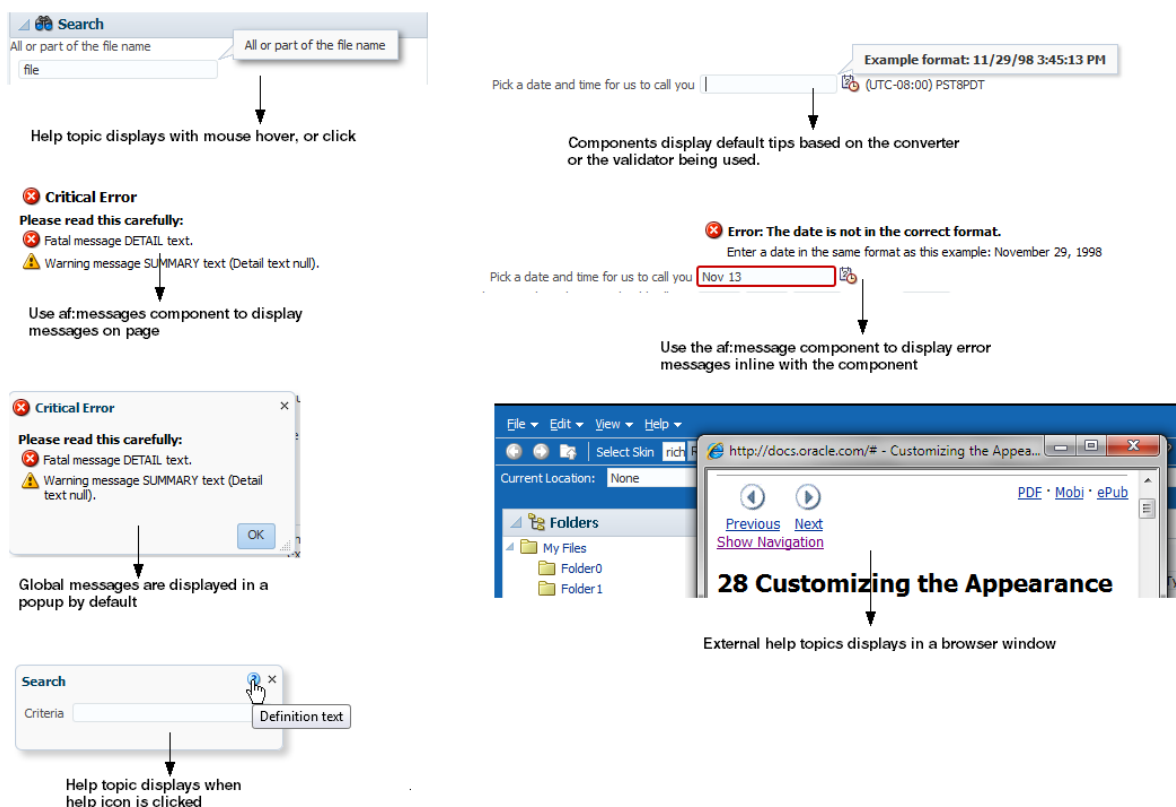 Search
All or part of the file name
All or part of the file name
file
Help topic displays with mouse hover, or click
Critical Error
Please read this carefully:
Fatal message DETAIL text.
Warning message SUMMARY text (Detail text null).
Use af:messages component to display
messages on page
Critical Error
Please read this carefully:
Fatal message DETAIL text.
Warning message SUMMARY text (Detail
text null).
OK
Global messages are displayed in a
popup by default
Search
Criteria
Definition text
Help topic displays when
help icon is clicked
Example format: 11/29/98 3:45:13 PM
Pick a date and time for us to call you
(UTC-08:00) PST8PDT
Components display default tips based on the converter
or the validator being used.
Error: The date is not in the correct format.
Enter a date in the same format as this example: November 29, 1998
Pick a date and time for us to call you Nov 13
Use the af:message component to display error
messages inline with the component
File Edit View Help
Select Skin rich
Current Location: None
Folders
My Files
Folder0
Folder1
http://docs.oracle.com/# - Customizing the Appea...
PDF · Mobi · ePub
Previous Next
Show Navigation
28 Customizing the Appearance
External help topics displays in a browser window